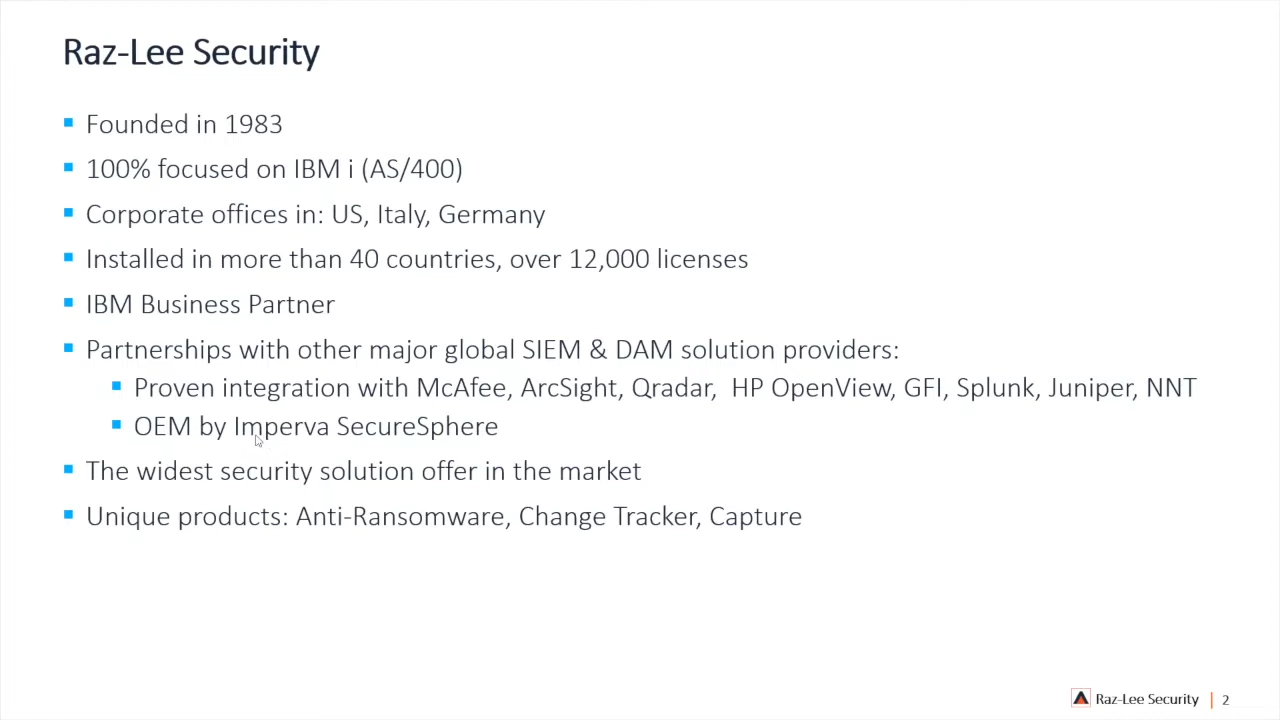 Raz-Lee Security
Founded in 1983
100% focused on IBM i (AS/400)
Corporate offices in: US, Italy, Germany
Installed in more than 40 countries, over 12,000 licenses
IBM Business Partner
Partnerships with other major global SIEM & DAM solution providers:
Proven integration with McAfee, ArcSight, Qradar, HP OpenView, GFI, Splunk, Juniper, NNT
OEM by Imperva SecureSphere
The widest security solution offer in the market
Unique products: Anti-Ransomware, Change Tracker, Capture
Raz-Lee Security | 2